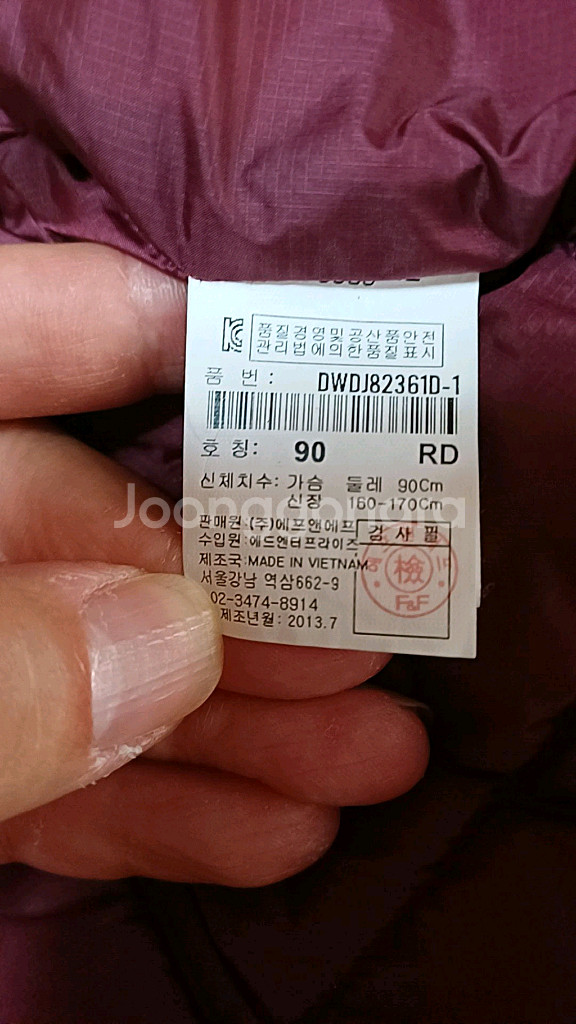 품질경영및공산품안전
관리법에의한품질표시
품 번: DWDJ82361D-1
호 칭: 90 RD
신체치수: 가슴 둘레 90Cm
신장 160-170Cm
판매원:(주)에프앤에프
수입원:에드엔터프라이즈
검사필
제조국:MADE IN VIETNAM
서울강남 역삼662-9
02-3474-8914
제조년월: 2013.7
檢
F&F
Joongdongna